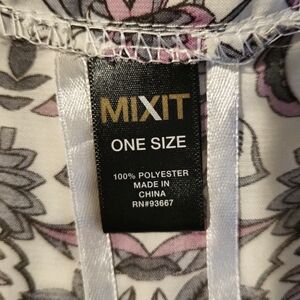 MIXIT
ONE SIZE
100% POLYESTER
MADE IN
CHINA
RN#93667